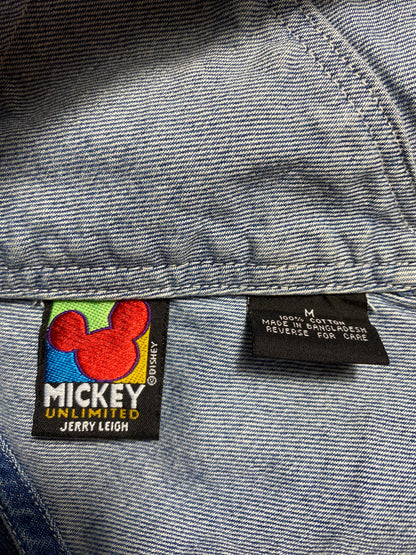 ©DISNEY
MICKEY
UNLIMITED
JERRY LEIGH
M
100% COTTON
MADE IN BANGLADESH
REVERSE FOR CARE